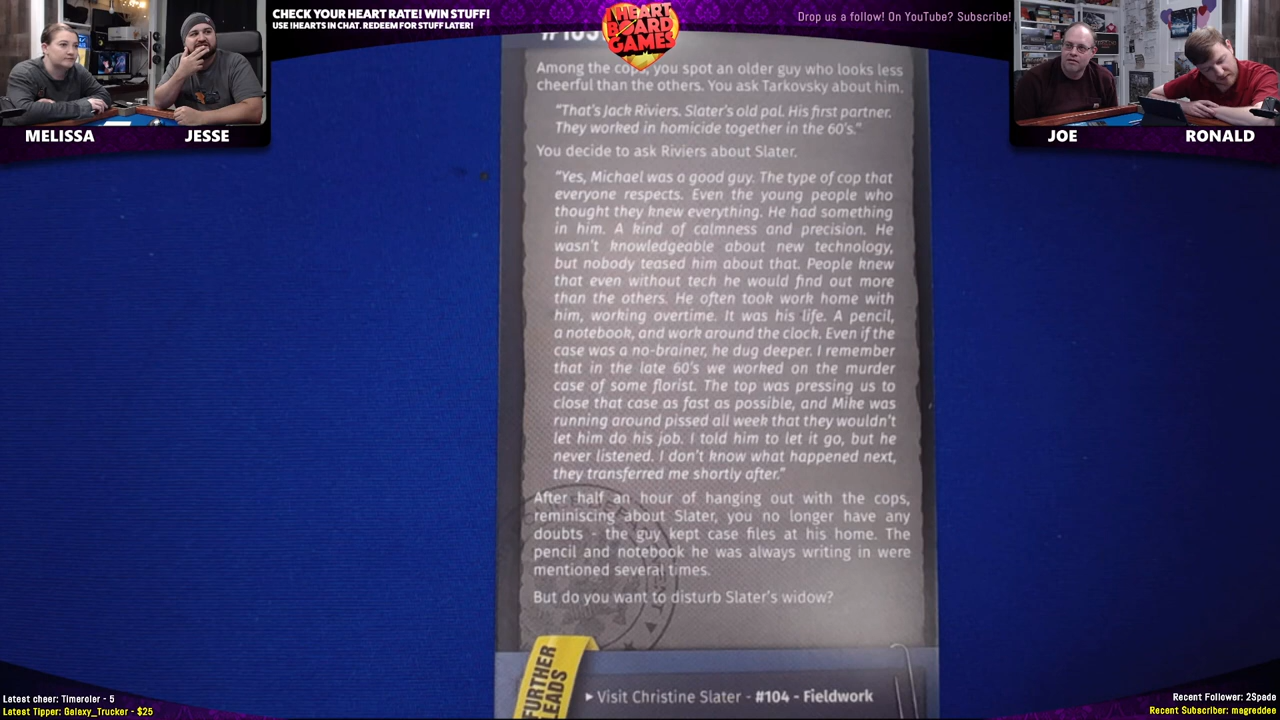 CHECK YOUR HEART RATE! WIN STUFF!
USE !HEARTS IN CHAT. REDEEM FOR STUFF LATER!
I HEART
BOARD
GAMES
Drop us a follow! On YouTube? Subscribe!
MELISSA
JESSE
JOE
RONALD
Among the cops, you spot an older guy who looks less
cheerful than the others. You ask Tarkovsky about him.
"That's Jack Riviers. Slater's old pal. His first partner.
They worked in homicide together in the 60's."
You decide to ask Riviers about Slater.
"Yes, Michael was a good guy. The type of cop that
everyone respects. Even the young people who
thought they knew everything. He had something
in him. A kind of calmness and precision. He
wasn't knowledgeable about new technology,
but nobody teased him about that. People knew
that even without tech he would find out more
than the others. He often took work home with
him, working overtime. It was his life. A pencil,
a notebook, and work around the clock. Even if the
case was a no-brainer, he dug deeper. I remember
that in the late 60's we worked on the murder
case of some florist. The top was pressing us to
close that case as fast as possible, and Mike was
running around pissed all week that they wouldn't
let him do his job. I told him to let it go, but he
never listened. I don't know what happened next,
they transferred me shortly after."
After half an hour of hanging out with the cops,
reminiscing about Slater, you no longer have any
doubts - the guy kept case files at his home. The
pencil and notebook he was always writing in were
mentioned several times.
But do you want to disturb Slater's widow?
FURTHER
LEADS
▸ Visit Christine Slater - #104 - Fieldwork
Latest cheer: Timeroler - 5
Latest Tipper: Galaxy_Trucker - $25
Recent Follower: 2Spade
Recent Subscriber: magreddee